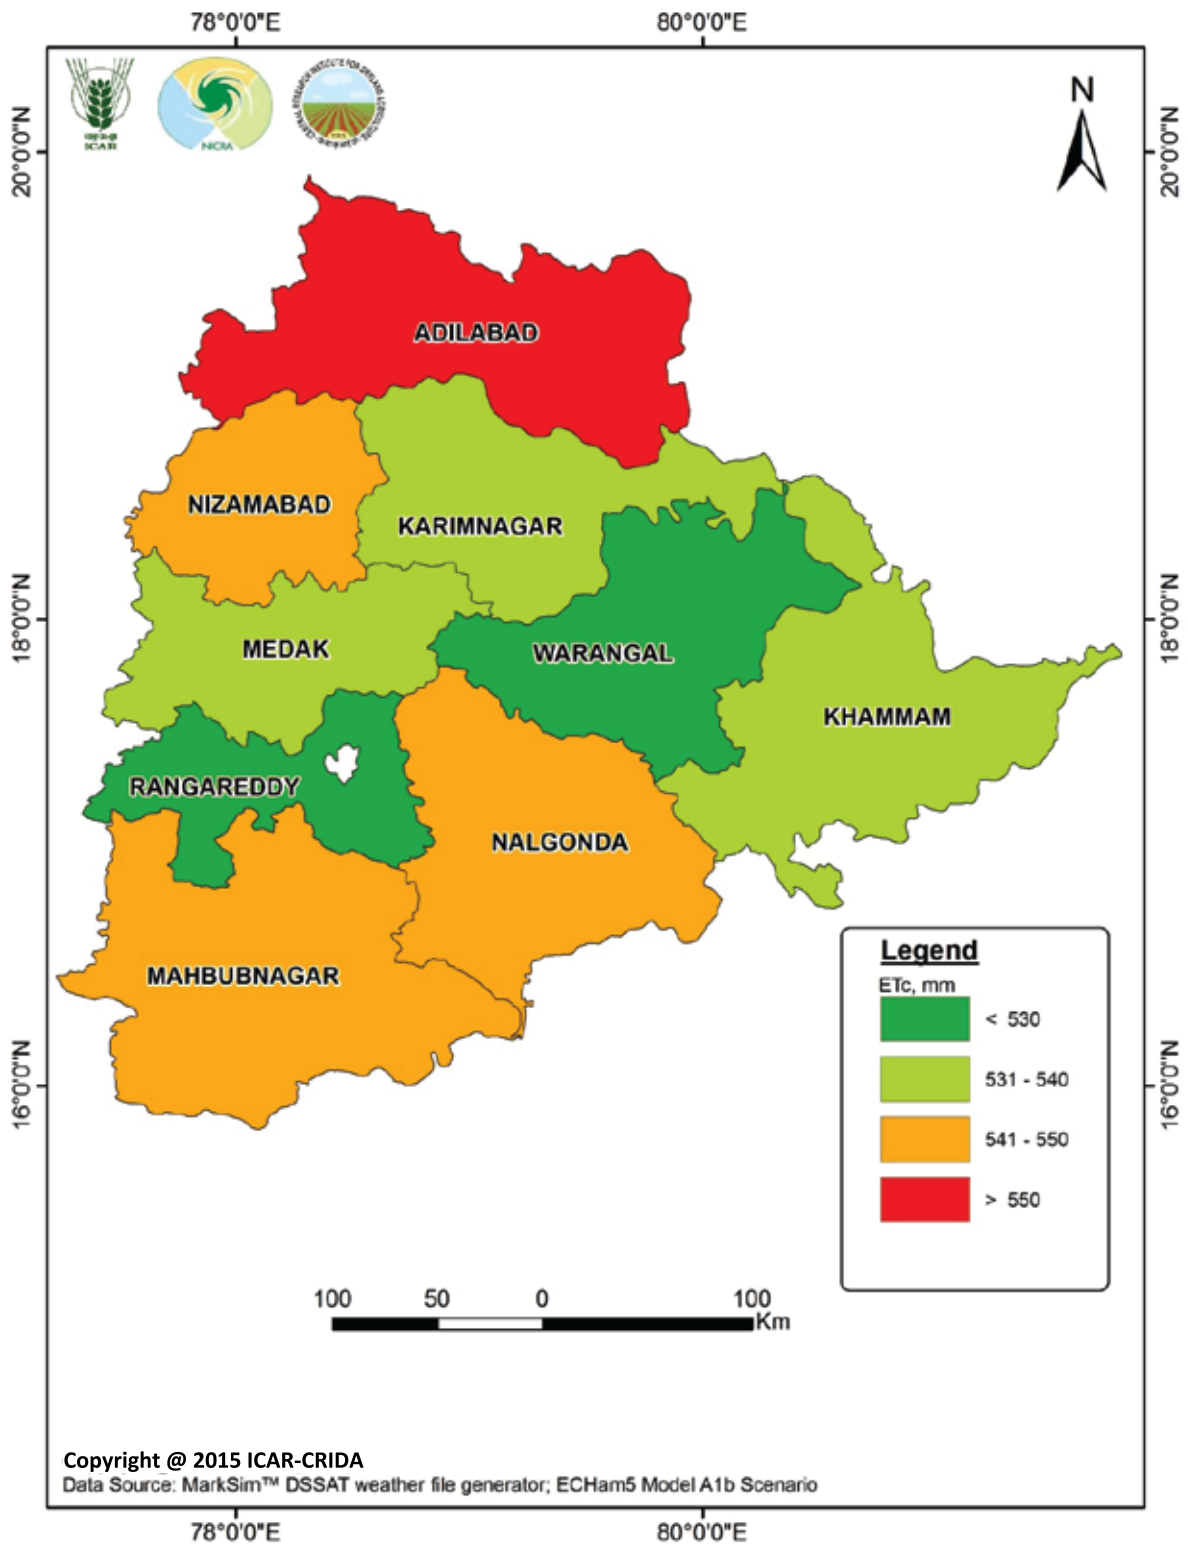 78°0'0"E 80°0'0"E
20°0'0"N 20°0'0"N
ICAR
NICRA
N
ADILABAD
NIZAMABAD
KARIMNAGAR
18°0'0"N 18°0'0"N
MEDAK
WARANGAL
KHAMMAM
RANGAREDDY
NALGONDA
MAHBUBNAGAR
Legend
ETc, mm
< 530
531 - 540
541 - 550
> 550
16°0'0"N 16°0'0"N
100 50 0 100
Km
Copyright @ 2015 ICAR-CRIDA
Data Source: MarkSim™ DSSAT weather file generator; ECHam5 Model A1b Scenario
78°0'0"E 80°0'0"E